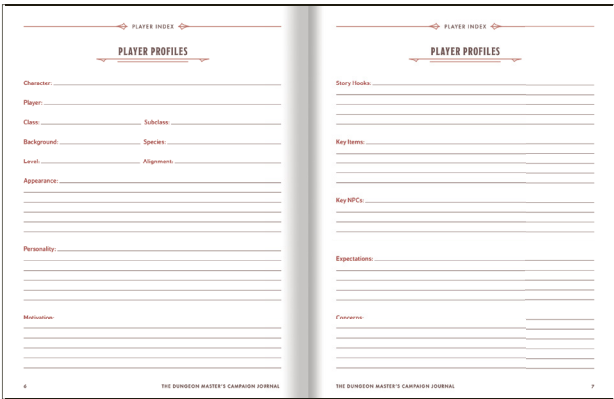 PLAYER INDEX
PLAYER PROFILES
Character:
Player:
Class: Subclass:
Background: Species:
Level: Alignment:
Appearance:
Personality:
Motivation:
6 THE DUNGEON MASTER'S CAMPAIGN JOURNAL
PLAYER INDEX
PLAYER PROFILES
Story Hooks:
Key Items:
Key NPCs:
Expectations:
Concerns:
THE DUNGEON MASTER'S CAMPAIGN JOURNAL 7